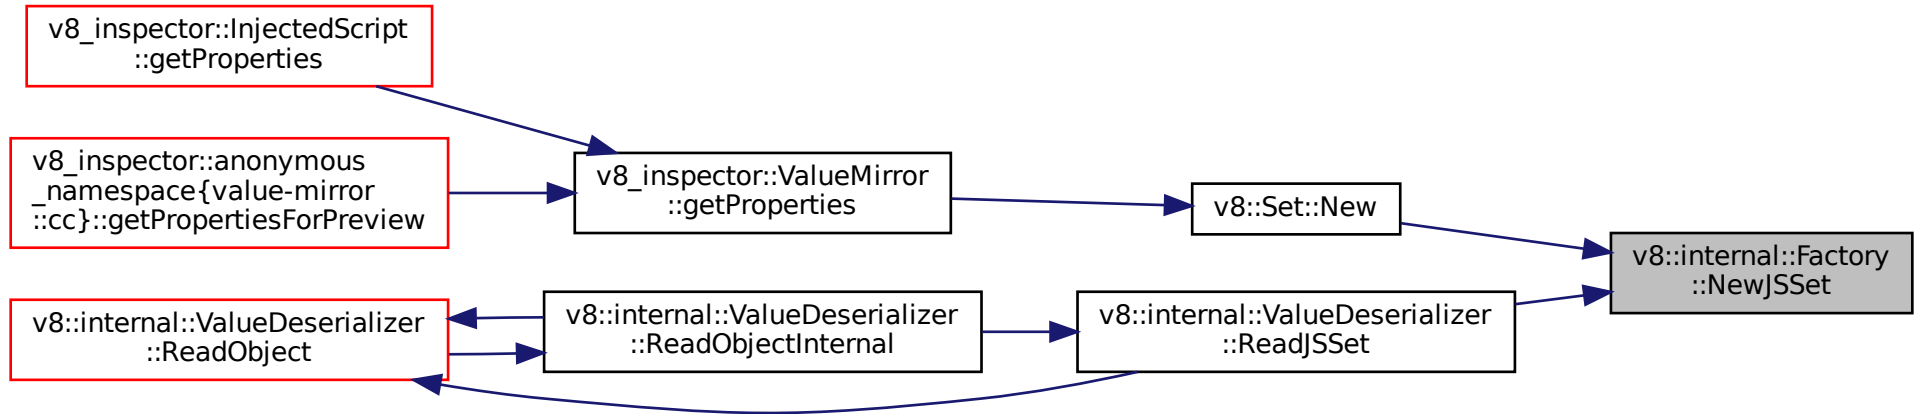 v8_inspector::InjectedScript
::getProperties
v8_inspector::anonymous
_namespace{value-mirror
::cc}::getPropertiesForPreview
v8_inspector::ValueMirror
::getProperties
v8::Set::New
v8::internal::Factory
::NewJSSet
v8::internal::ValueDeserializer
::ReadObject
v8::internal::ValueDeserializer
::ReadObjectInternal
v8::internal::ValueDeserializer
::ReadJSSet